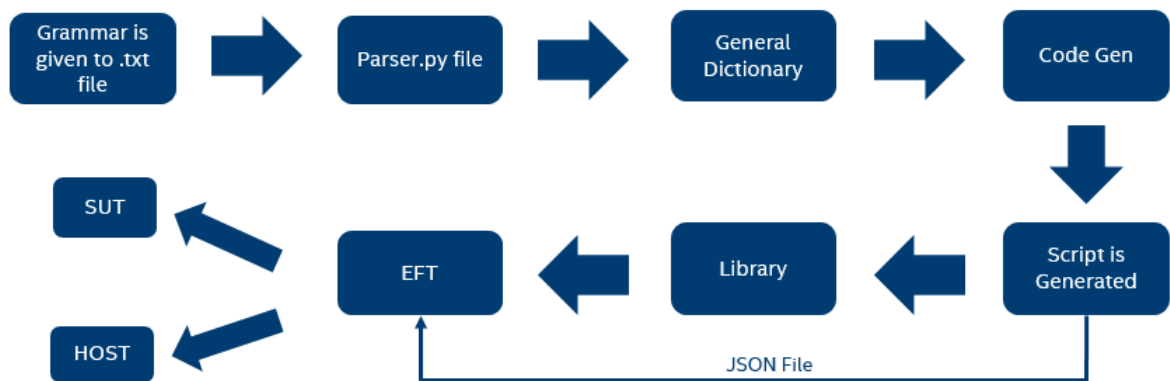 Grammar is
given to .txt
file
Parser.py file
General
Dictionary
Code Gen
SUT
EFT
Library
Script is
Generated
HOST
JSON File